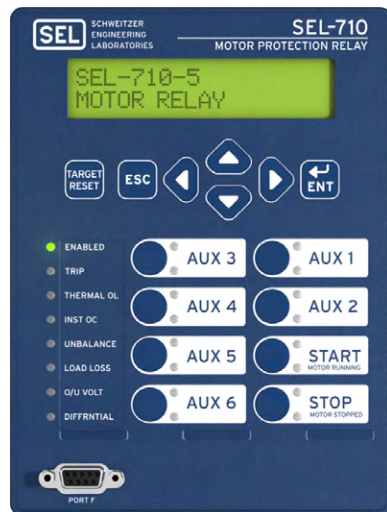 SEL
SCHWEITZER
ENGINEERING
LABORATORIES
SEL-710
MOTOR PROTECTION RELAY
SEL-710-5
MOTOR RELAY
TARGET
RESET
ESC
ENT
ENABLED
TRIP
THERMAL OL
INST OC
UNBALANCE
LOAD LOSS
O/U VOLT
DIFFRNTIAL
AUX 3
AUX 1
AUX 4
AUX 2
AUX 5
START
MOTOR RUNNING
AUX 6
STOP
MOTOR STOPPED
PORT F